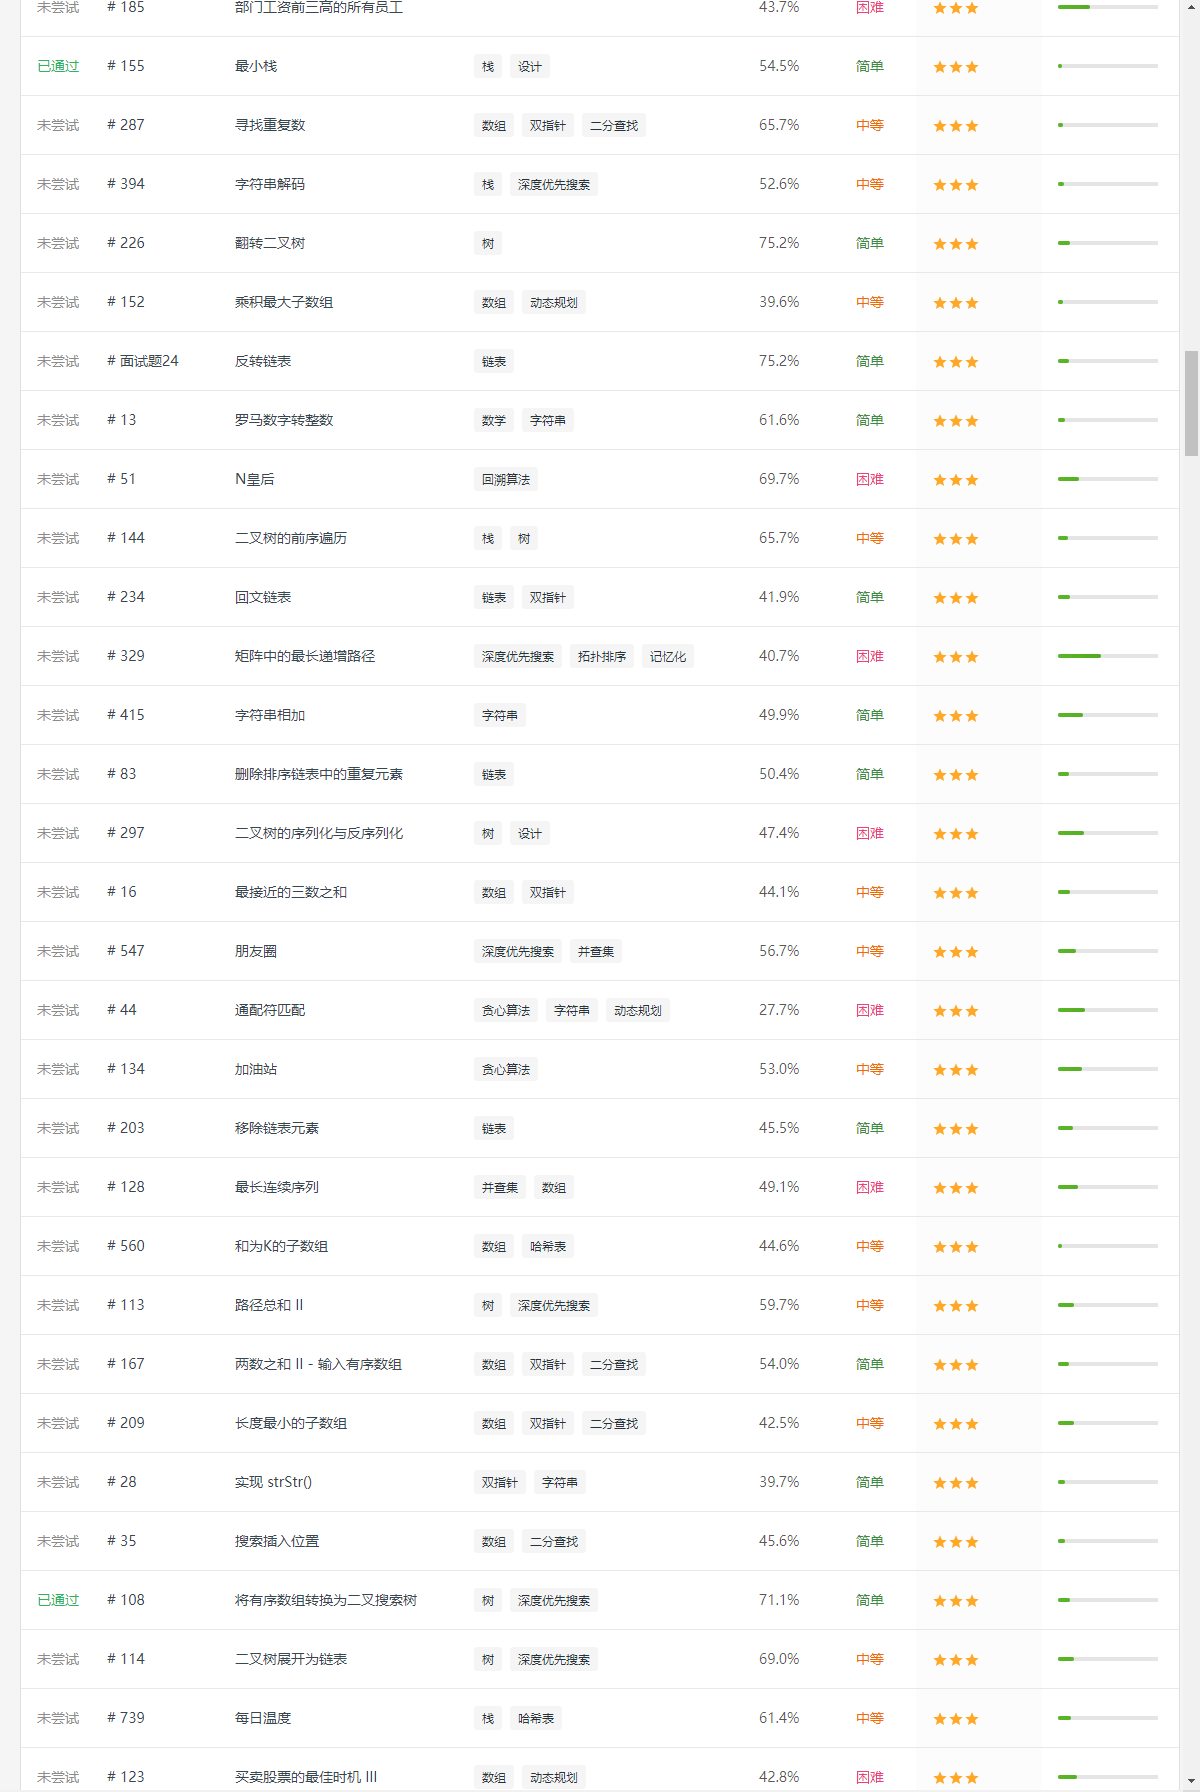 未尝试 # 185 部门工资前三高的所有员工 43.7% 困难
已通过 # 155 最小栈 栈 设计 54.5% 简单
未尝试 # 287 寻找重复数 数组 双指针 二分查找 65.7% 中等
未尝试 # 394 字符串解码 栈 深度优先搜索 52.6% 中等
未尝试 # 226 翻转二叉树 树 75.2% 简单
未尝试 # 152 乘积最大子数组 数组 动态规划 39.6% 中等
未尝试 # 面试题24 反转链表 链表 75.2% 简单
未尝试 # 13 罗马数字转整数 数学 字符串 61.6% 简单
未尝试 # 51 N皇后 回溯算法 69.7% 困难
未尝试 # 144 二叉树的前序遍历 栈 树 65.7% 中等
未尝试 # 234 回文链表 链表 双指针 41.9% 简单
未尝试 # 329 矩阵中的最长递增路径 深度优先搜索 拓扑排序 记忆化 40.7% 困难
未尝试 # 415 字符串相加 字符串 49.9% 简单
未尝试 # 83 删除排序链表中的重复元素 链表 50.4% 简单
未尝试 # 297 二叉树的序列化与反序列化 树 设计 47.4% 困难
未尝试 # 16 最接近的三数之和 数组 双指针 44.1% 中等
未尝试 # 547 朋友圈 深度优先搜索 并查集 56.7% 中等
未尝试 # 44 通配符匹配 贪心算法 字符串 动态规划 27.7% 困难
未尝试 # 134 加油站 贪心算法 53.0% 中等
未尝试 # 203 移除链表元素 链表 45.5% 简单
未尝试 # 128 最长连续序列 并查集 数组 49.1% 困难
未尝试 # 560 和为K的子数组 数组 哈希表 44.6% 中等
未尝试 # 113 路径总和 II 树 深度优先搜索 59.7% 中等
未尝试 # 167 两数之和 II - 输入有序数组 数组 双指针 二分查找 54.0% 简单
未尝试 # 209 长度最小的子数组 数组 双指针 二分查找 42.5% 中等
未尝试 # 28 实现 strStr() 双指针 字符串 39.7% 简单
未尝试 # 35 搜索插入位置 数组 二分查找 45.6% 简单
已通过 # 108 将有序数组转换为二叉搜索树 树 深度优先搜索 71.1% 简单
未尝试 # 114 二叉树展开为链表 树 深度优先搜索 69.0% 中等
未尝试 # 739 每日温度 栈 哈希表 61.4% 中等
未尝试 # 123 买卖股票的最佳时机 III 数组 动态规划 42.8% 困难